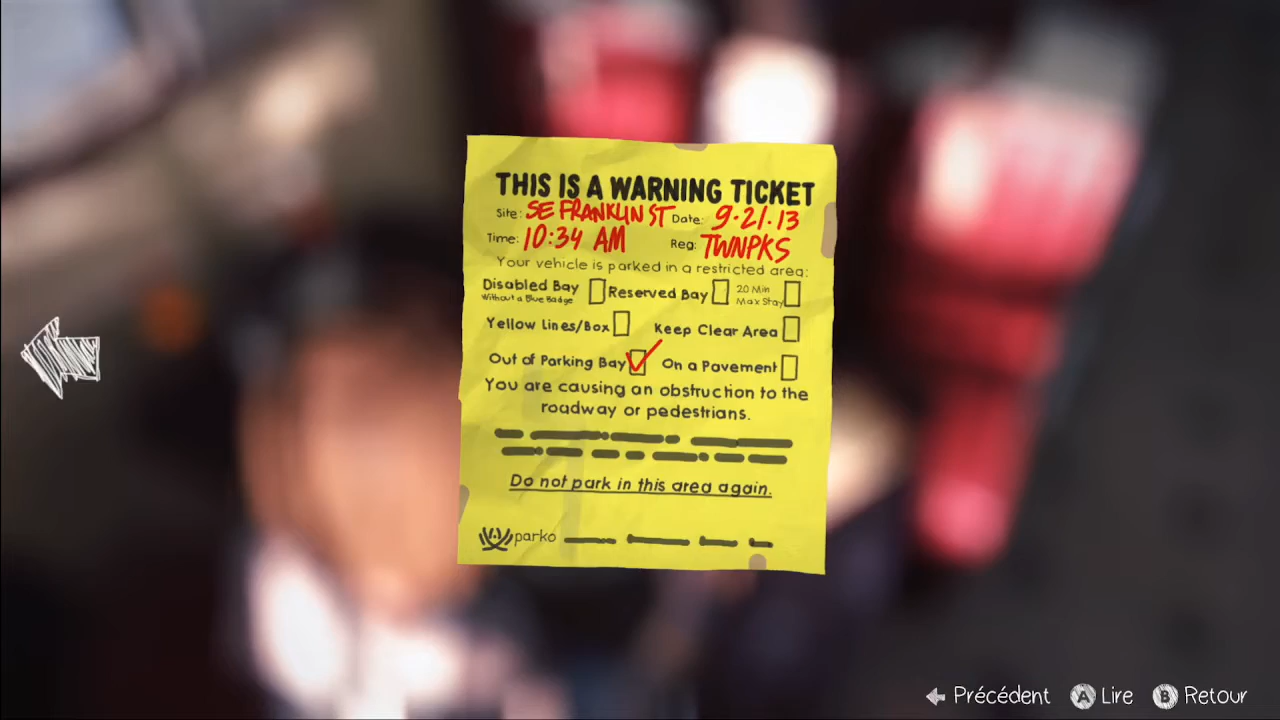 THIS IS A WARNING TICKET
Site: SE FRANKLIN ST Date: 9.21.13
Time: 10:34 AM Reg: TWNPKS
Your vehicle is parked in a restricted area:
Disabled Bay Reserved Bay 20 Min
Without a Blue Badge Max Stay
Yellow Lines/Box Keep Clear Area
Out of Parking Bay On a Pavement
You are causing an obstruction to the
roadway or pedestrians.
Do not park in this area again.
parko
Précédent A Lire B Retour